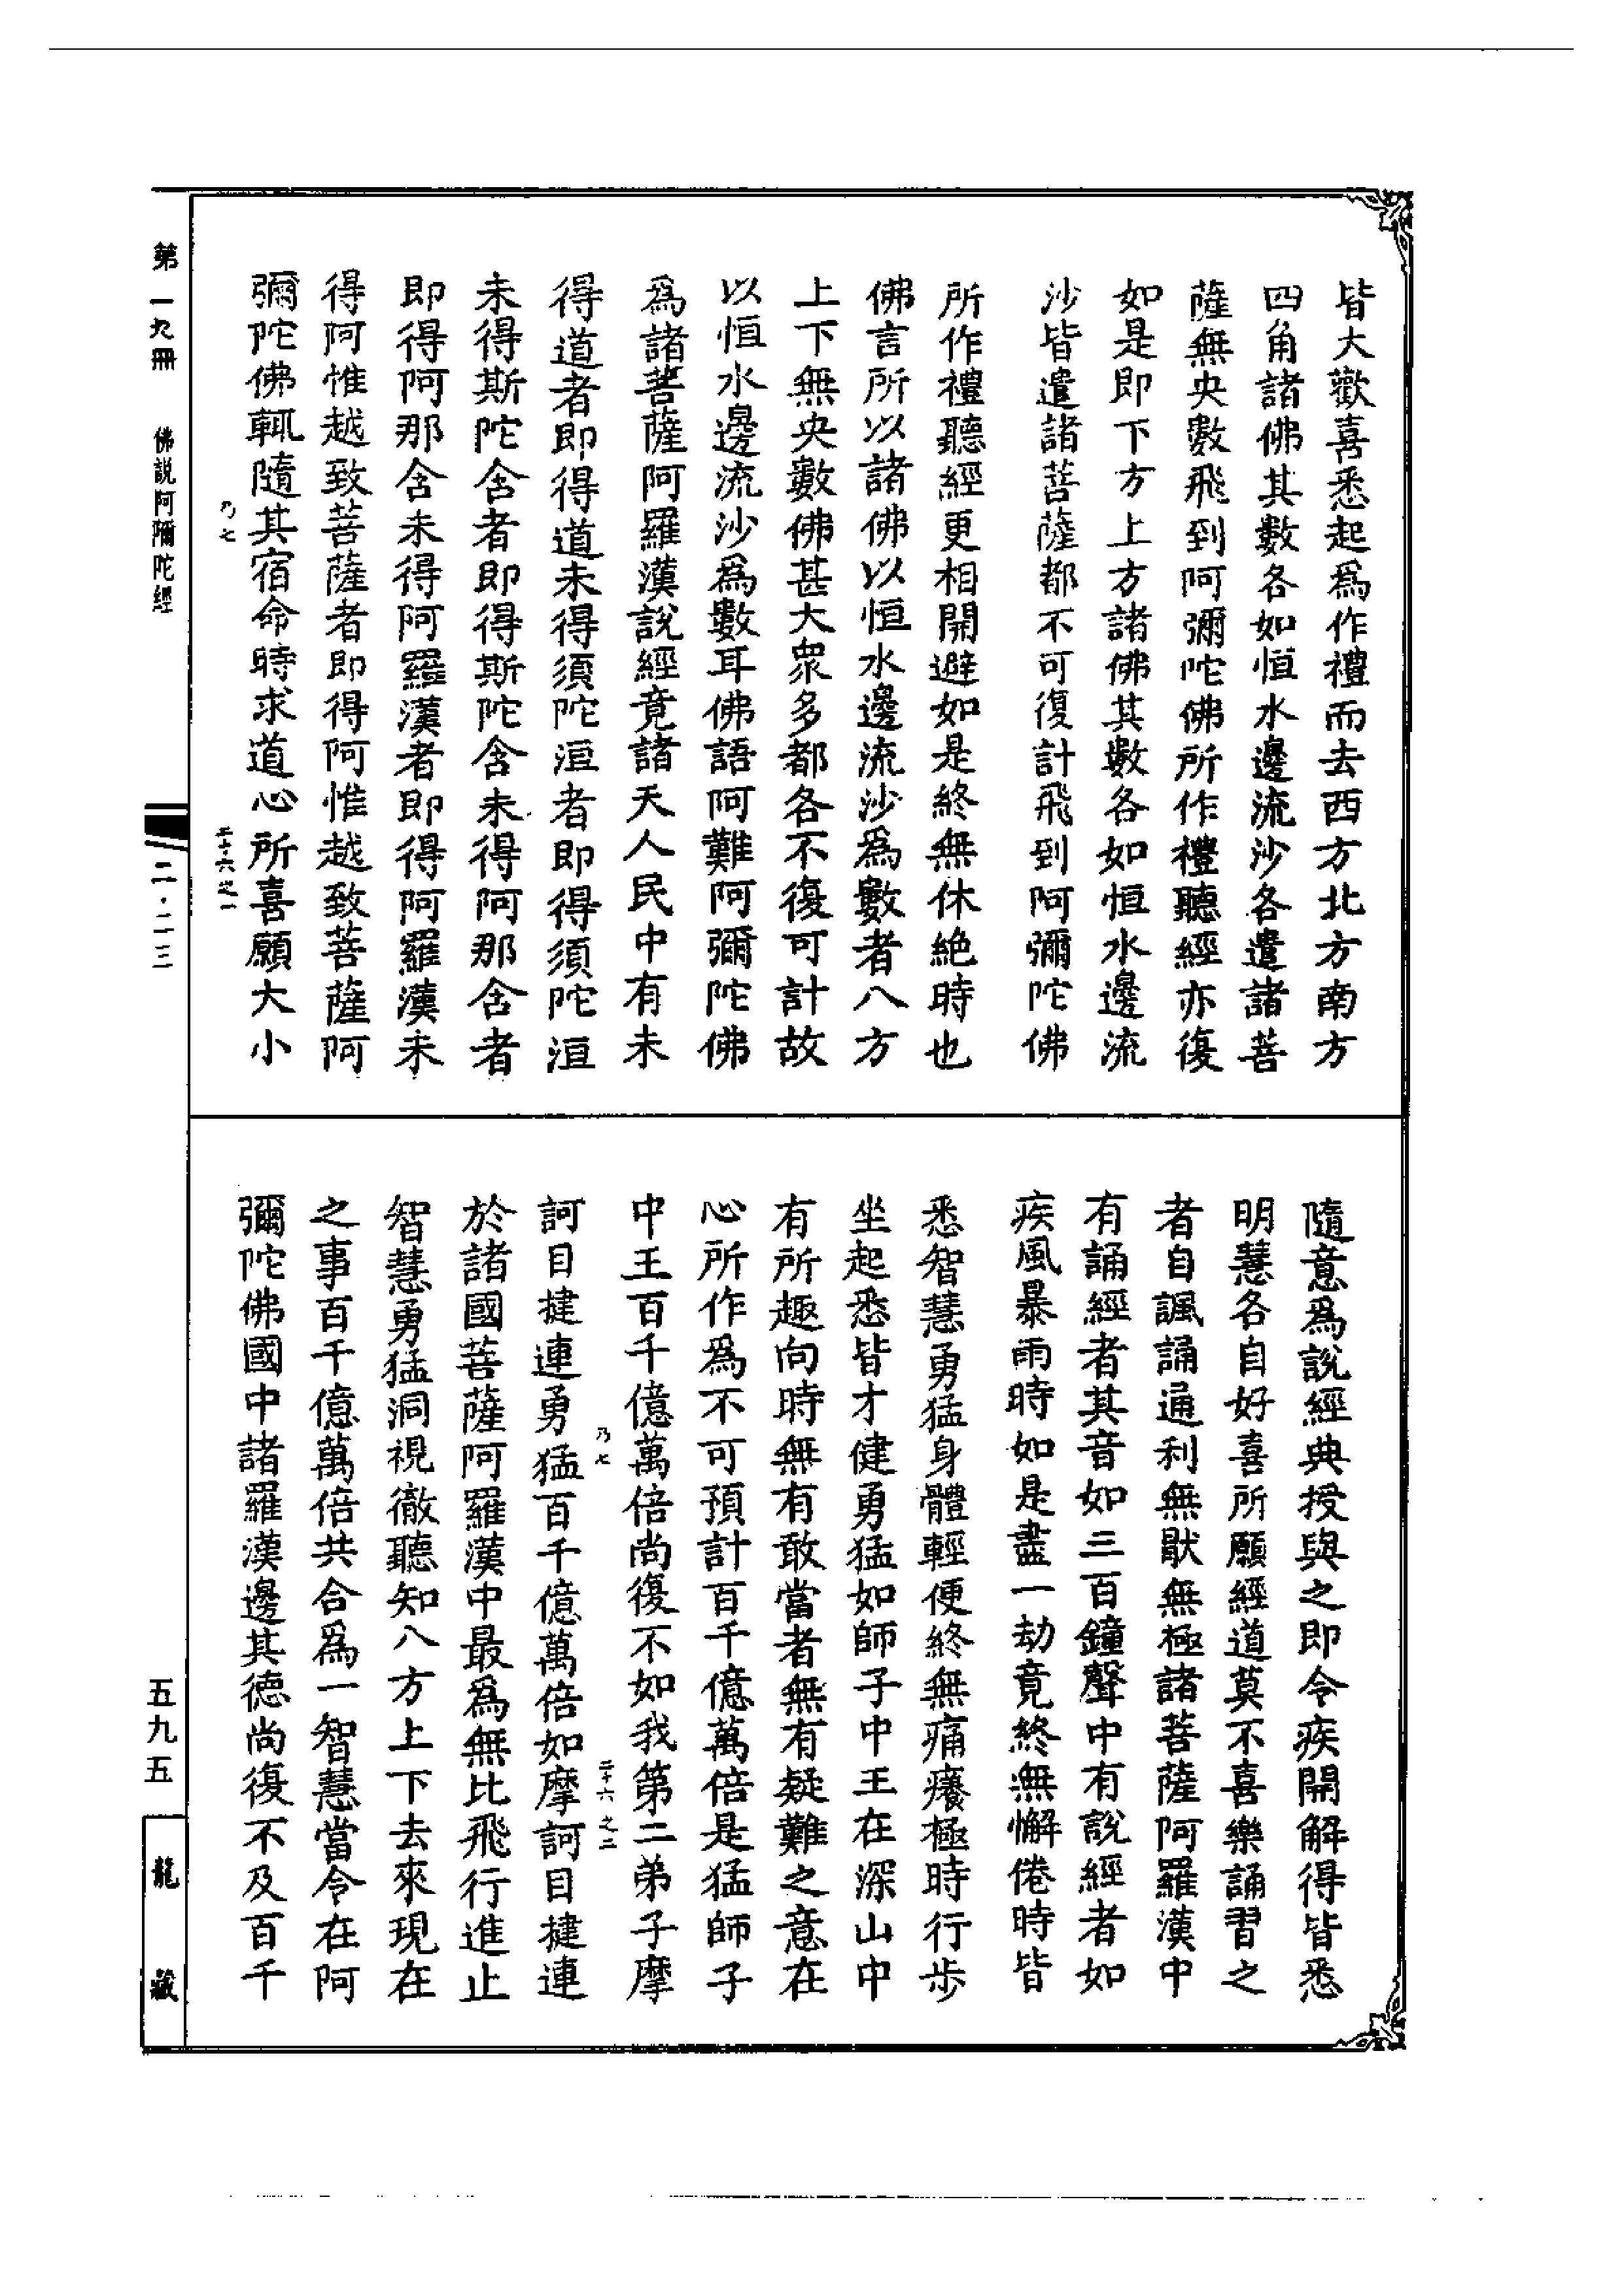 皆大歡喜悉起爲作禮而去西方北方南方
四角諸佛其數各如恒水邊流沙各遣諸菩
薩無央數飛到阿彌陀佛所作禮聽經亦復
如是即下方上方諸佛其數各如恒水邊流
沙皆遣諸菩薩都不可復計飛到阿彌陀佛
所作禮聽經更相開避如是終無休絶時也
佛言所以諸佛以恒水邊流沙爲數者八方
上下無央數佛甚大衆多都各不復可計故
以恒水邊流沙爲數耳佛語阿難阿彌陀佛
爲諸菩薩阿羅漢說經竟諸天人民中有未
得道者即得道未得須陀洹者即得須陀洹
未得斯陀含者即得斯陀含未得阿那含者
即得阿那含未得阿羅漢者即得阿羅漢未
得阿惟越致菩薩者即得阿惟越致菩薩阿
彌陀佛輒隨其宿命時求道心所喜願大小
乃七
二十六之一
隨意爲說經典授與之即令疾開解得皆悉
明慧各自好喜所願經道莫不喜樂誦習之
者自諷誦通利無猒無極諸菩薩阿羅漢中
有誦經者其音如三百鐘聲中有說經者如
疾風暴雨時如是盡一劫竟終無懈倦時皆
悉智慧勇猛身體輕便終無痛癢極時行步
坐起悉皆才健勇猛如師子中王在深山中
有所趣向時無有敢當者無有疑難之意在
心所作爲不可預計百千億萬倍是猛師子
中王百千億萬倍尚復不如我第二弟子摩
乃七
二十六之二
訶目揵連勇猛百千億萬倍如摩訶目揵連
於諸國菩薩阿羅漢中最爲無比飛行進止
智慧勇猛洞視徹聽知八方上下去來現在
之事百千億萬倍共合爲一智慧當令在阿
彌陀佛國中諸羅漢邊其德尚復不及百千
第一九冊
佛説阿彌陀經
二·二三
五九五
龍藏